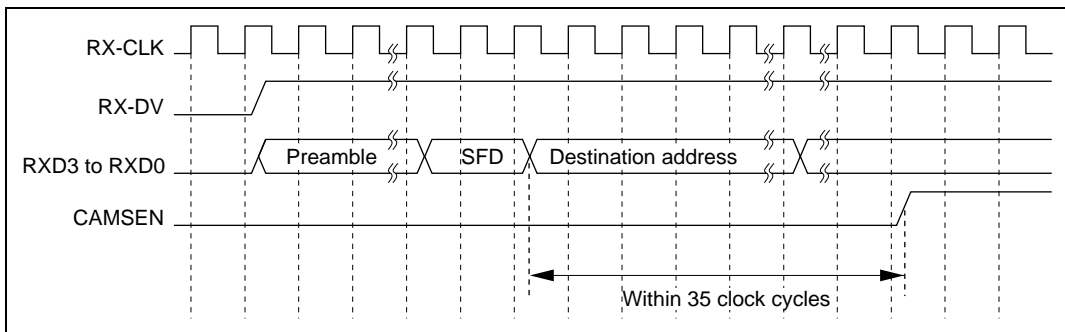 RX-CLK
RX-DV
RXD3 to RXD0
Preamble
SFD
Destination address
CAMSEN
Within 35 clock cycles